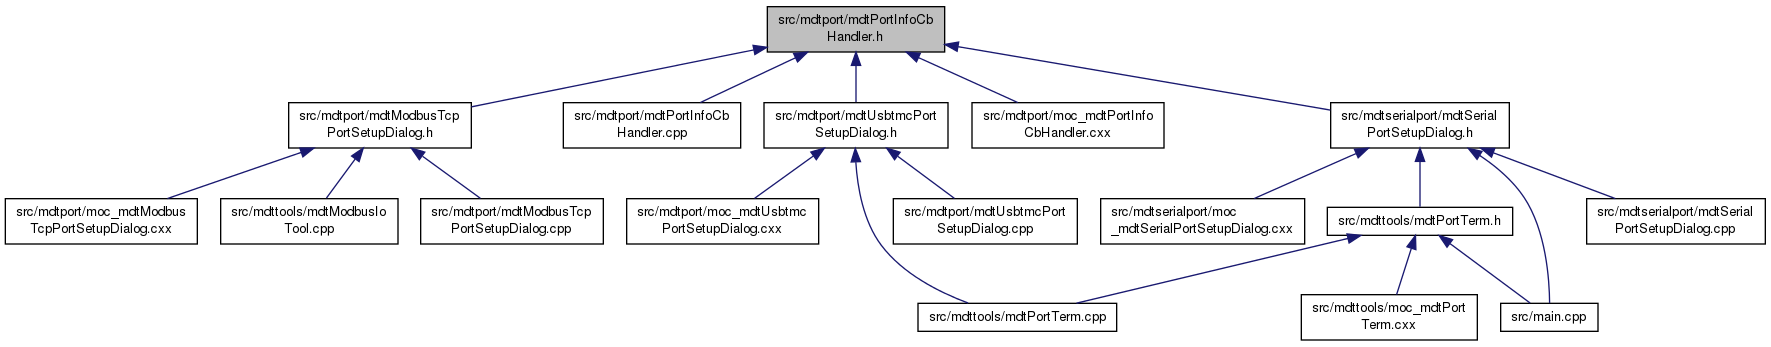 src/mdtport/mdtPortInfoCb
Handler.h
src/mdtport/mdtModbusTcp
PortSetupDialog.h
src/mdtport/mdtPortInfoCb
Handler.cpp
src/mdtport/mdtUsbtmcPort
SetupDialog.h
src/mdtport/moc_mdtPortInfo
CbHandler.cxx
src/mdtserialport/mdtSerial
PortSetupDialog.h
src/mdtport/moc_mdtModbus
TcpPortSetupDialog.cxx
src/mdttools/mdtModbusIo
Tool.cpp
src/mdtport/mdtModbusTcp
PortSetupDialog.cpp
src/mdtport/moc_mdtUsbtmc
PortSetupDialog.cxx
src/mdtport/mdtUsbtmcPort
SetupDialog.cpp
src/mdtserialport/moc
_mdtSerialPortSetupDialog.cxx
src/mdttools/mdtPortTerm.h
src/mdtserialport/mdtSerial
PortSetupDialog.cpp
src/mdttools/mdtPortTerm.cpp
src/mdttools/moc_mdtPort
Term.cxx
src/main.cpp